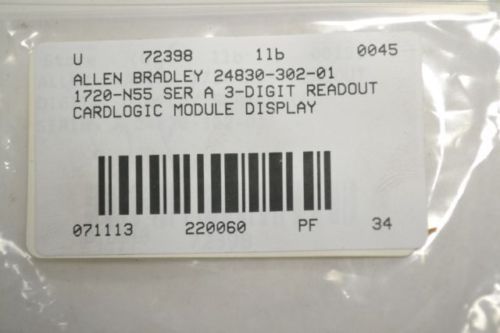 U 72398 1lb 0045
ALLEN BRADLEY 24830-302-01
1720-N55 SER A 3-DIGIT READOUT
CARDLOGIC MODULE DISPLAY
071113 220060 PF 34